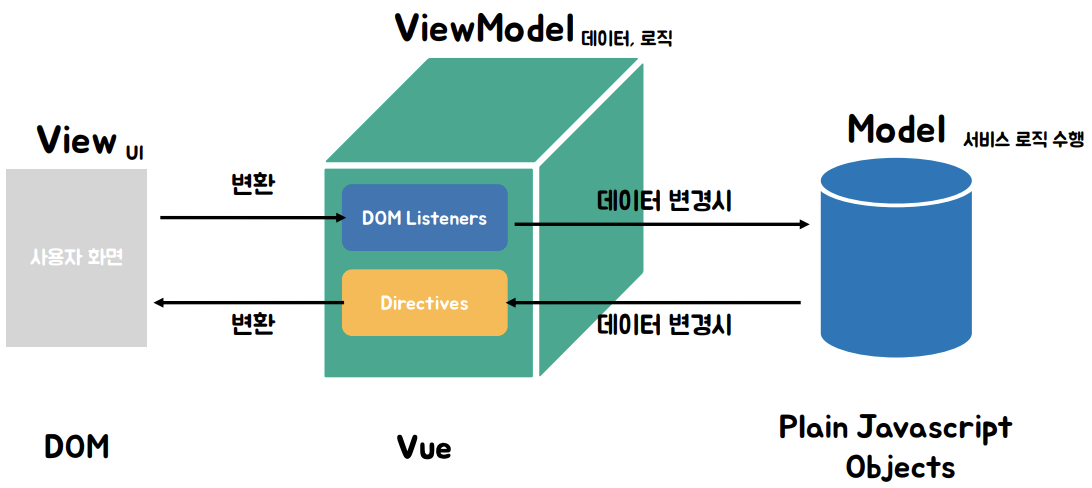 ViewModel 데이터, 로직
View UI
Model 서비스 로직 수행
변환
DOM Listeners
데이터 변경시
사용자 화면
Directives
변환
데이터 변경시
DOM
Vue
Plain Javascript
Objects